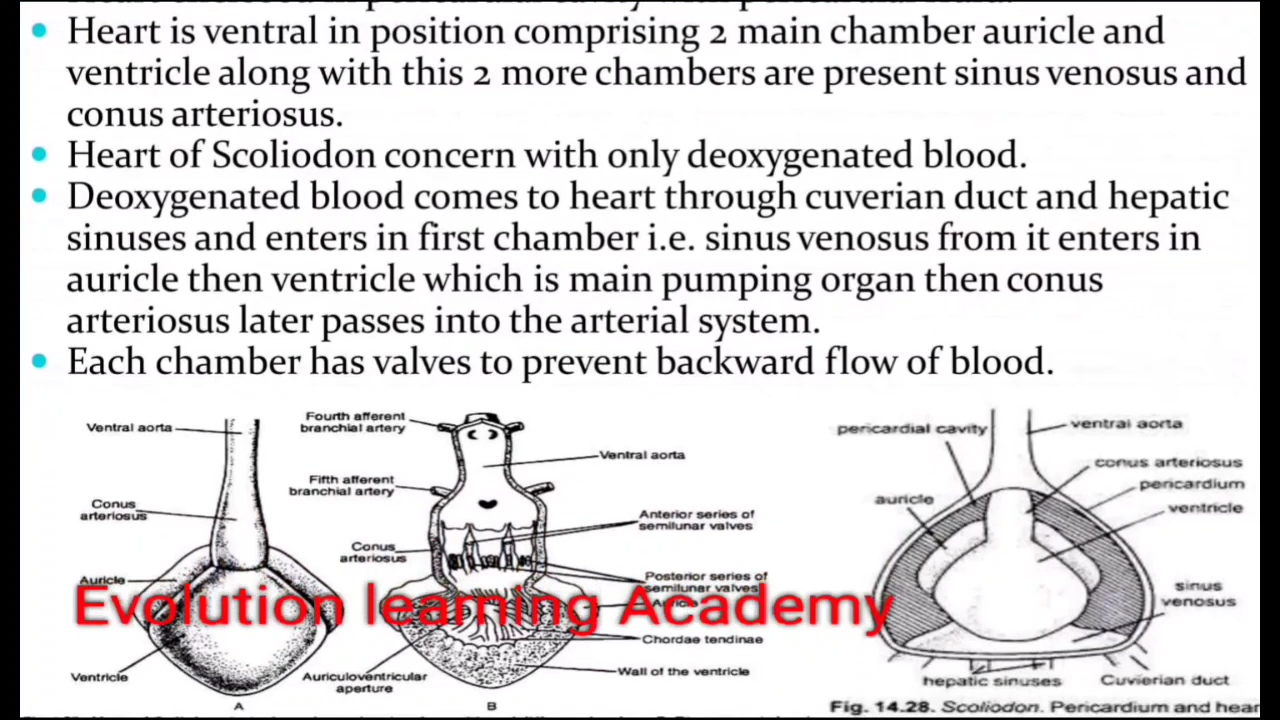 Heart is ventral in position comprising 2 main chamber auricle and
ventricle along with this 2 more chambers are present sinus venosus and
conus arteriosus.
Heart of Scoliodon concern with only deoxygenated blood.
Deoxygenated blood comes to heart through cuverian duct and hepatic
sinuses and enters in first chamber i.e. sinus venosus from it enters in
auricle then ventricle which is main pumping organ then conus
arteriosus later passes into the arterial system.
Each chamber has valves to prevent backward flow of blood.
Ventral aorta
Conus
arteriosus
Auricle
Ventricle
A
Fourth afferent
branchial artery
Fifth afferent
branchial artery
Conus
arteriosus
Auriculoventricular
aperture
B
Ventral aorta
Anterior series of
semilunar valves
Posterior series of
semilunar valves
Chordae tendinae
Wall of the ventricle
Evolution learning Academy
pericardial cavity
auricle
ventral aorta
conus arteriosus
pericardium
ventricle
sinus
venosus
hepatic sinuses
Cuvierian duct
Fig. 14.28. Scoliodon. Pericardium and hear